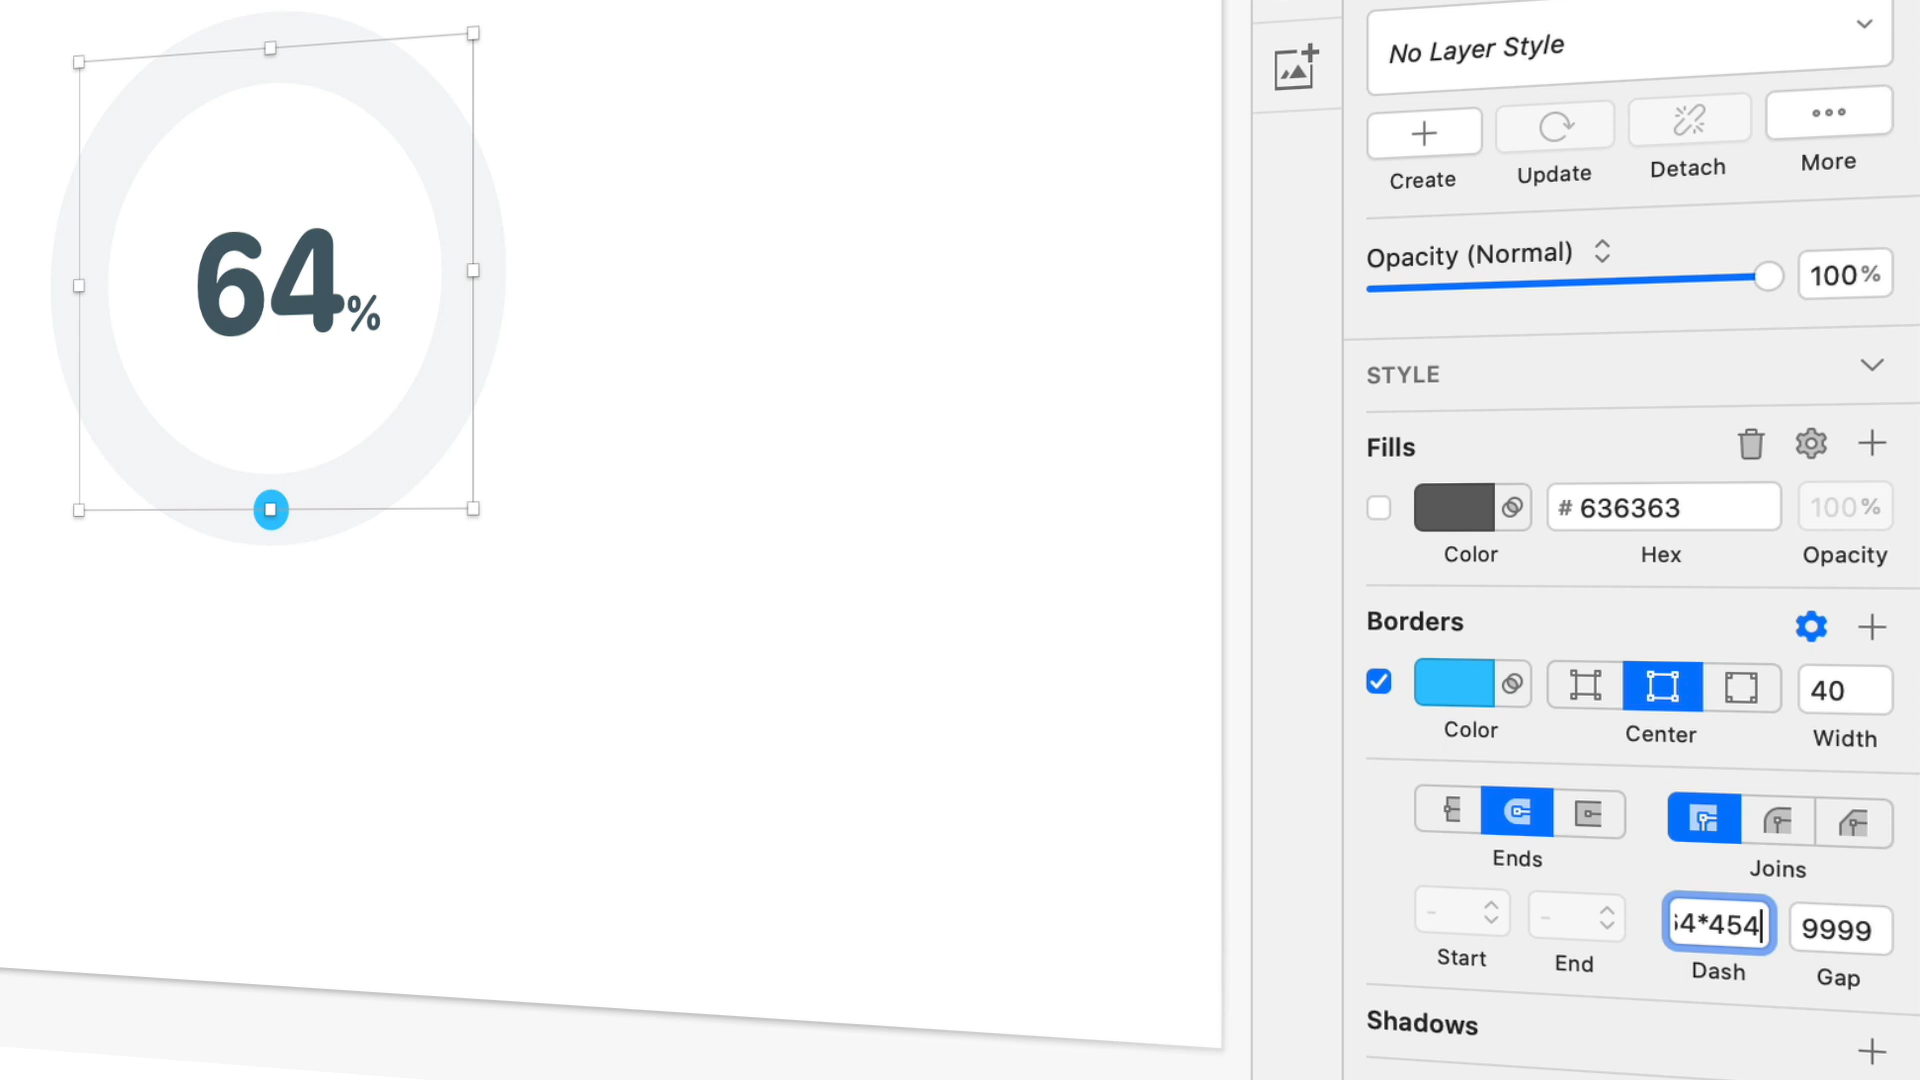 64%
No Layer Style
Create
Update
Detach
More
Opacity (Normal)
100%
STYLE
Fills
# 636363
100%
Color
Hex
Opacity
Borders
40
Color
Center
Width
Ends
Joins
-
-
4*454
9999
Start
End
Dash
Gap
Shadows